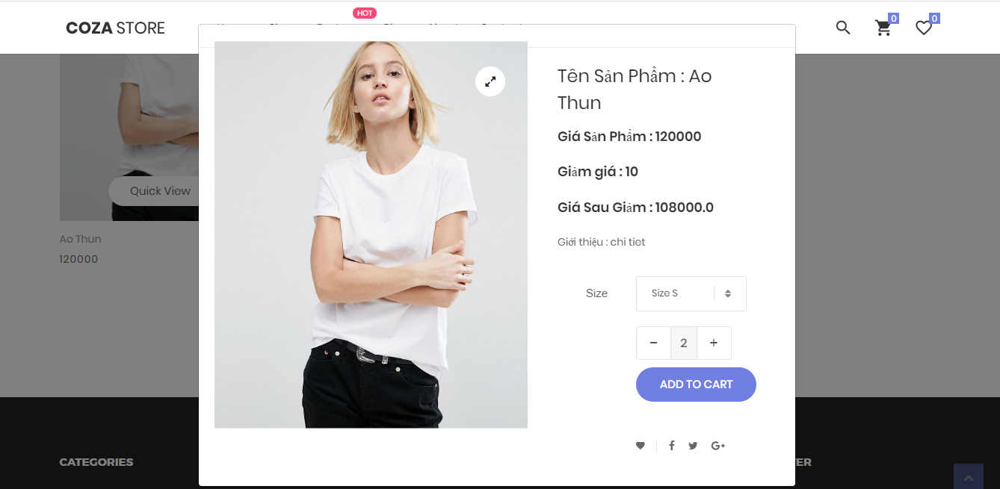 HOT
COZA STORE
0
0
Tên Sản Phẩm : Ao
Thun
Giá Sản Phẩm : 120000
Giảm giá : 10
Giá Sau Giảm : 108000.0
Giới thiệu : chi tiet
Quick View
Ao Thun
120000
Size
Size S
2
ADD TO CART
CATEGORIES
ER